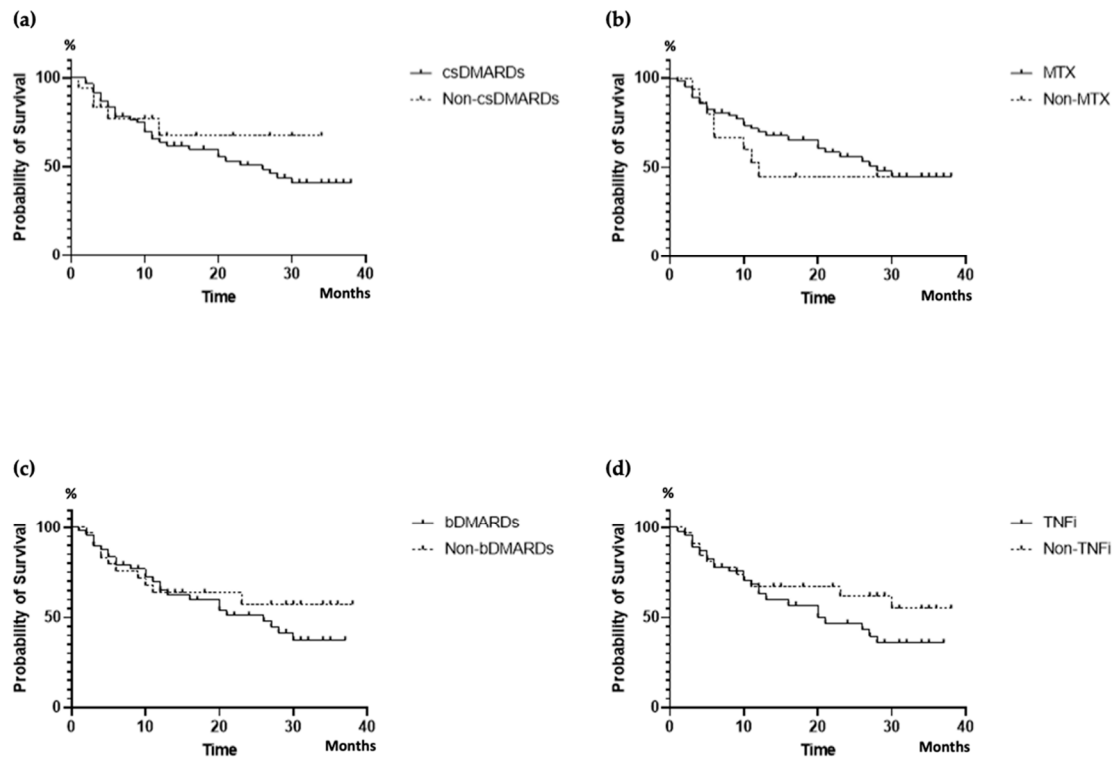 (a)
%
100
50
0
Probability of Survival
0 10 20 30 40
Time
Months
csDMARDs
Non-csDMARDs
(b)
%
100
50
0
Probability of Survival
0 10 20 30 40
Time
Months
MTX
Non-MTX
(c)
%
100
50
0
Probability of Survival
0 10 20 30 40
Time
Months
bDMARDs
Non-bDMARDs
(d)
%
100
50
0
Probability of Survival
0 10 20 30 40
Time
Months
TNFi
Non-TNFi